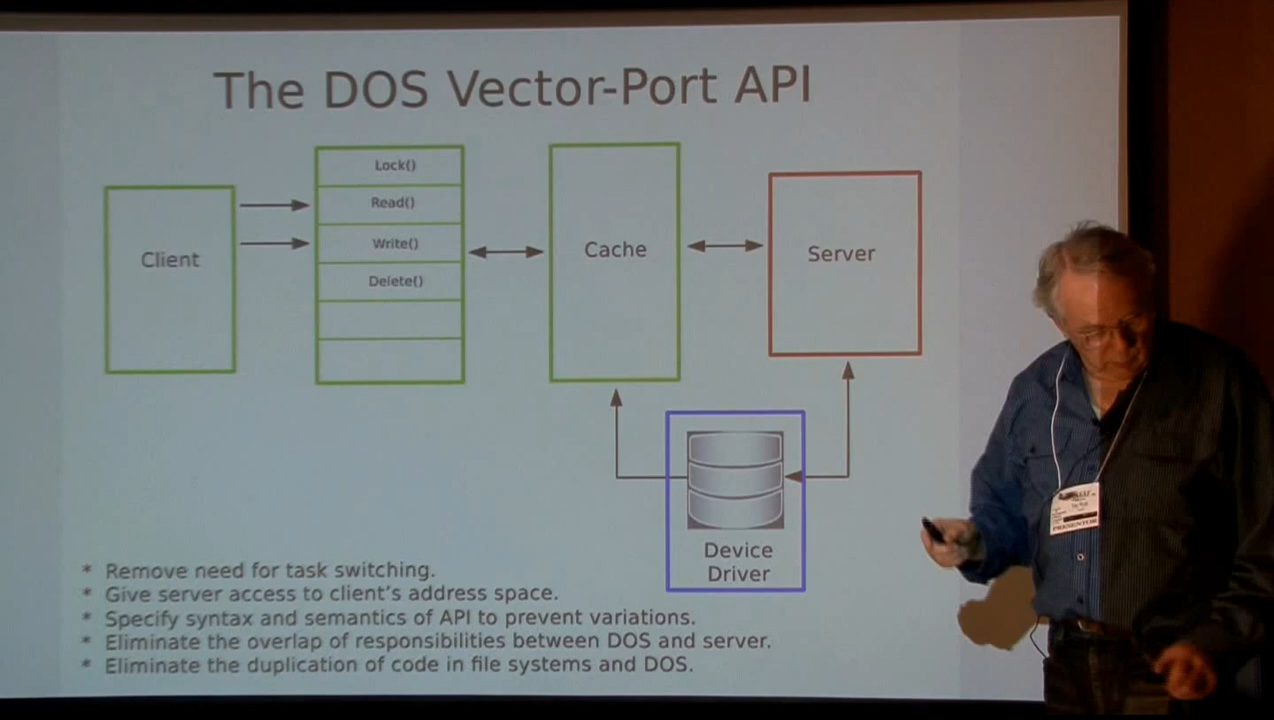 The DOS Vector-Port API
Lock()
Read()
Write()
Delete()
Client
Cache
Server
Device
Driver
* Remove need for task switching.
* Give server access to client's address space.
* Specify syntax and semantics of API to prevent variations.
* Eliminate the overlap of responsibilities between DOS and server.
* Eliminate the duplication of code in file systems and DOS.
PRESENTOR